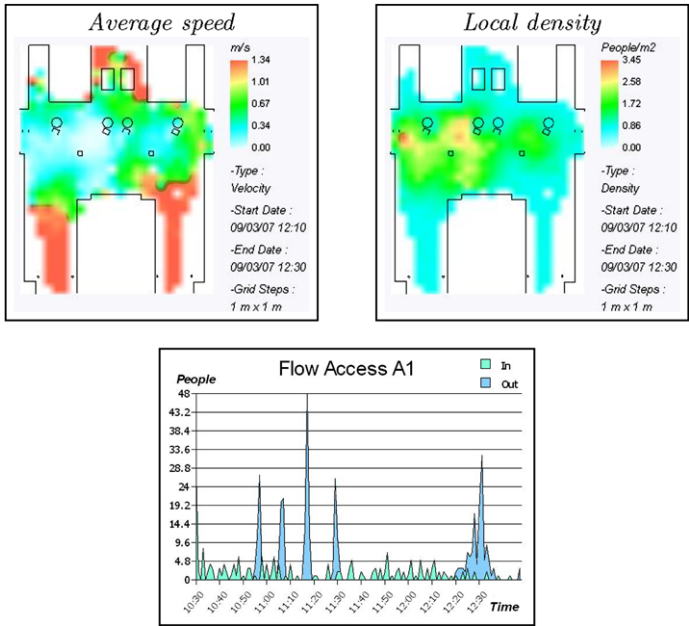 Average speed
m/s
1.34
1.01
0.67
0.34
0.00
-Type :
Velocity
-Start Date :
09/03/07 12:10
-End Date :
09/03/07 12:30
-Grid Steps :
1 m x 1 m
Local density
People/m2
3.45
2.58
1.72
0.86
0.00
-Type :
Density
-Start Date :
09/03/07 12:10
-End Date :
09/03/07 12:30
-Grid Steps :
1 m x 1 m
Flow Access A1
In
Out
People
48
43.2
38.4
33.6
28.8
24
19.2
14.4
9.6
4.8
0
10:30
10:40
10:50
11:00
11:10
11:20
11:30
11:40
11:50
12:00
12:10
12:20
12:30
Time